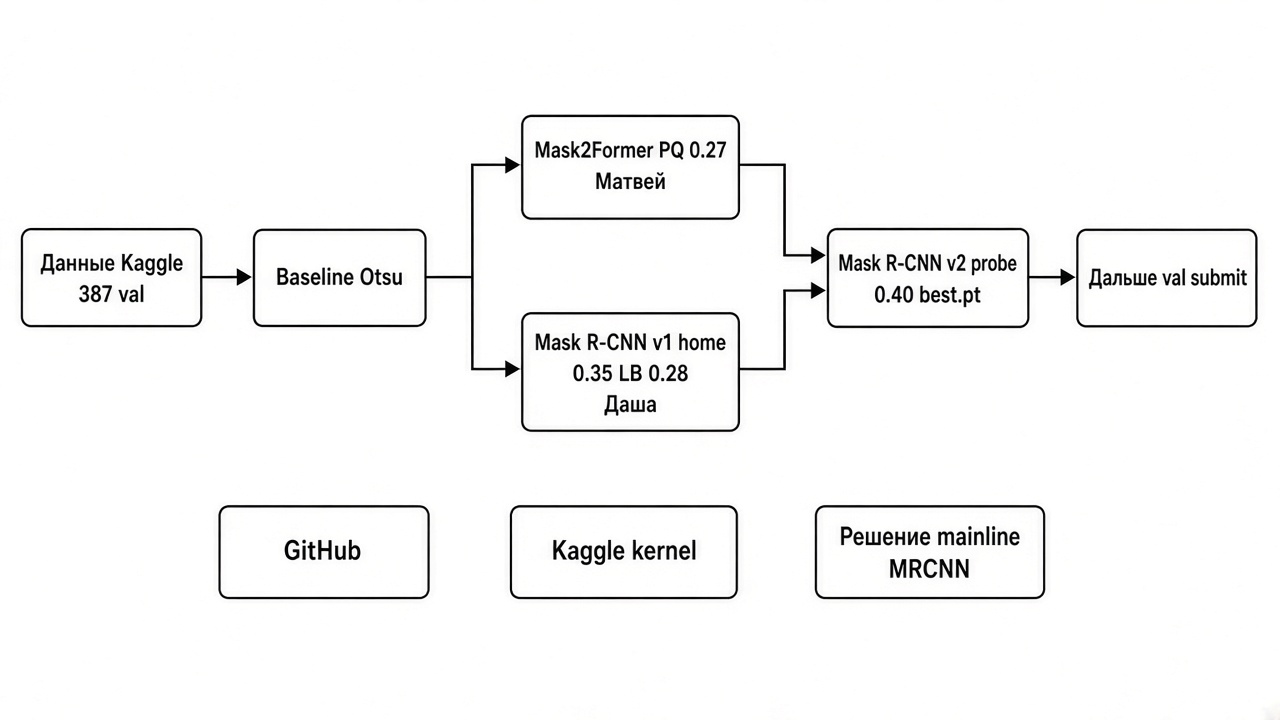 Данные Kaggle
387 val
Baseline Otsu
Mask2Former PQ 0.27
Матвей
Mask R-CNN v1 home
0.35 LB 0.28
Даша
Mask R-CNN v2 probe
0.40 best.pt
Дальше val submit
GitHub
Kaggle kernel
Решение mainline
MRCNN